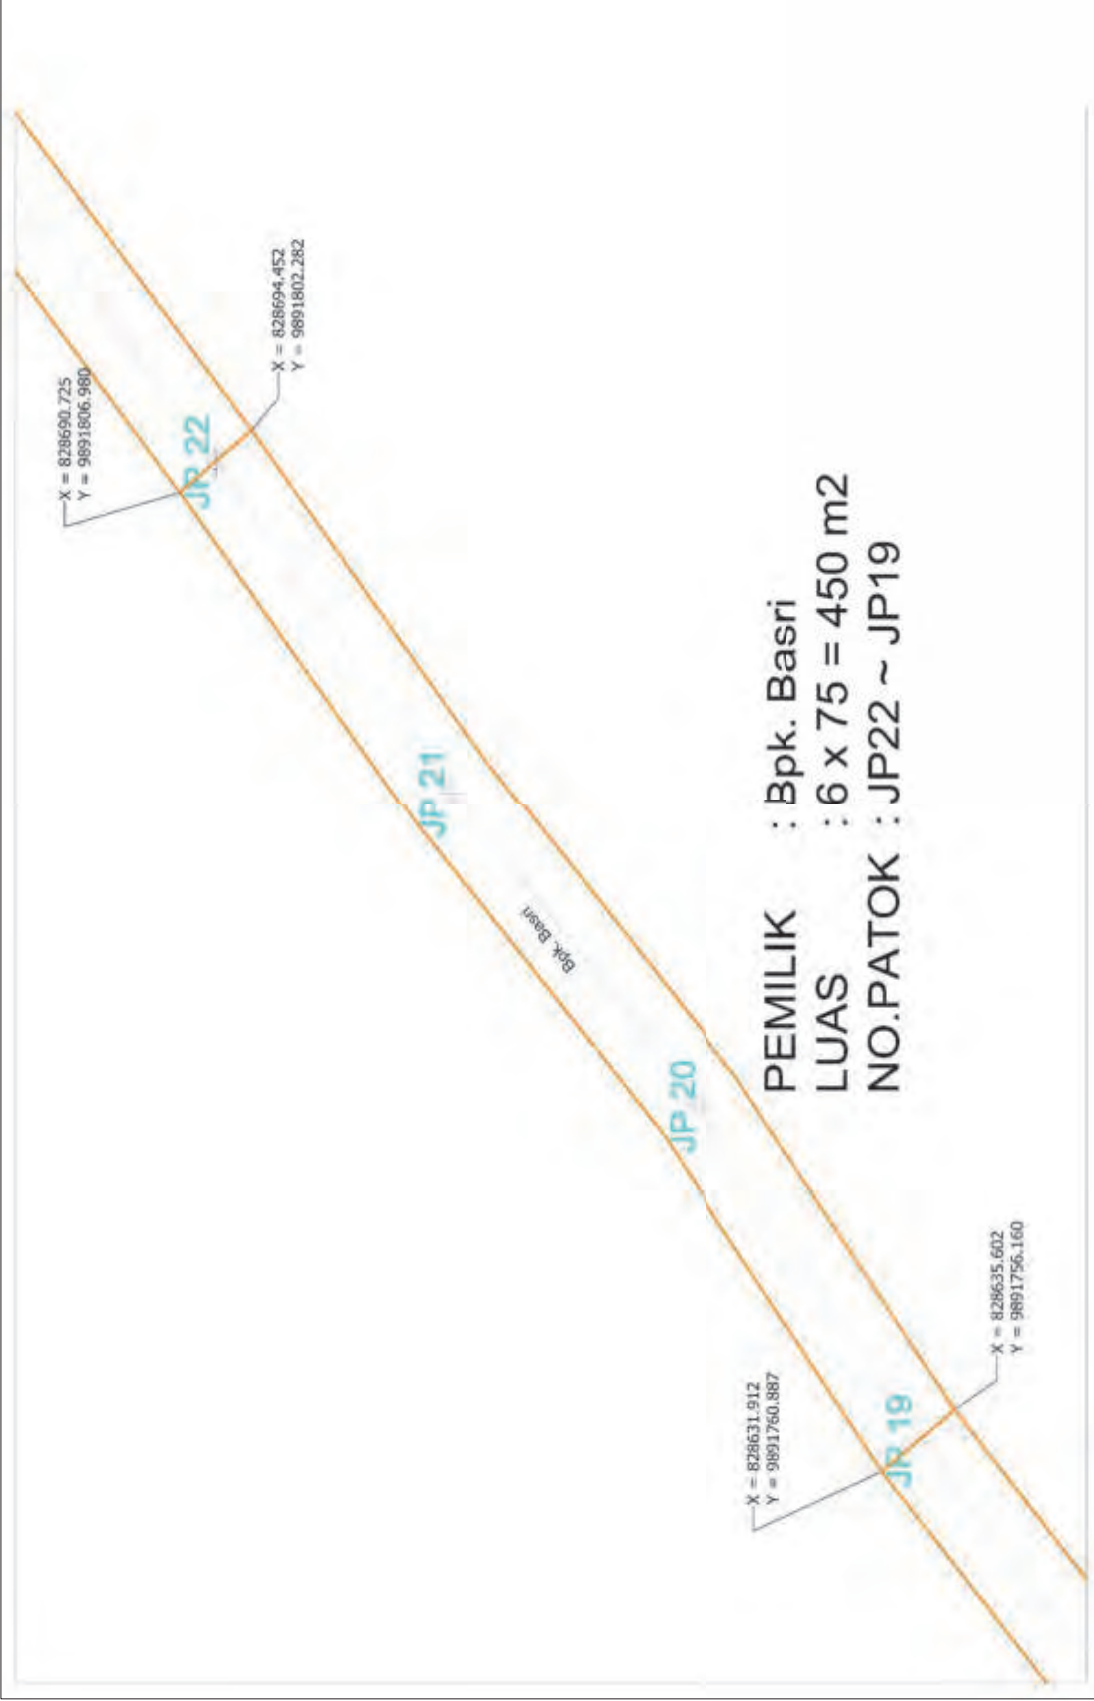 X = 828690.725
Y = 9891806.980
JP 22
X = 828694.452
Y = 9891802.282
JP 21
Bpk. Basri
JP 20
PEMILIK : Bpk. Basri
LUAS : 6 x 75 = 450 m2
NO.PATOK : JP22 ~ JP19
X = 828631.912
Y = 9891760.887
JP 19
X = 828635.602
Y = 9891756.160